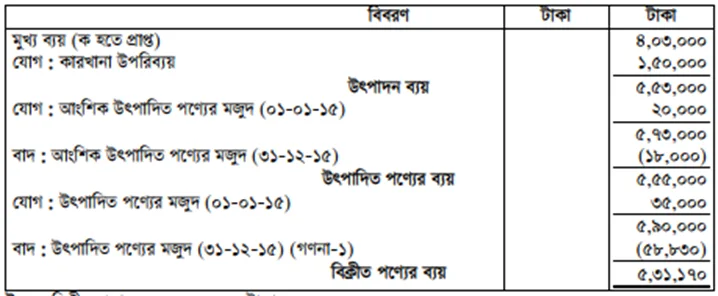 বিবরণ টাকা টাকা
মুখ্য ব্যয় (ক হতে প্রাপ্ত) ৪,০৩,০০০
যোগ : কারখানা উপরিব্যয় ১,৫০,০০০
উৎপাদন ব্যয় ৫,৫৩,০০০
যোগ : আংশিক উৎপাদিত পণ্যের মজুদ (০১-০১-১৫) ২০,০০০
৫,৭৩,০০০
বাদ : আংশিক উৎপাদিত পণ্যের মজুদ (৩১-১২-১৫) (১৮,০০০)
উৎপাদিত পণ্যের ব্যয় ৫,৫৫,০০০
যোগ : উৎপাদিত পণ্যের মজুদ (০১-০১-১৫) ৩৫,০০০
৫,৯০,০০০
বাদ : উৎপাদিত পণ্যের মজুদ (৩১-১২-১৫) (গণনা-১) (৫৮,৮৩০)
বিক্রীত পণ্যের ব্যয় ৫,৩১,১৭০